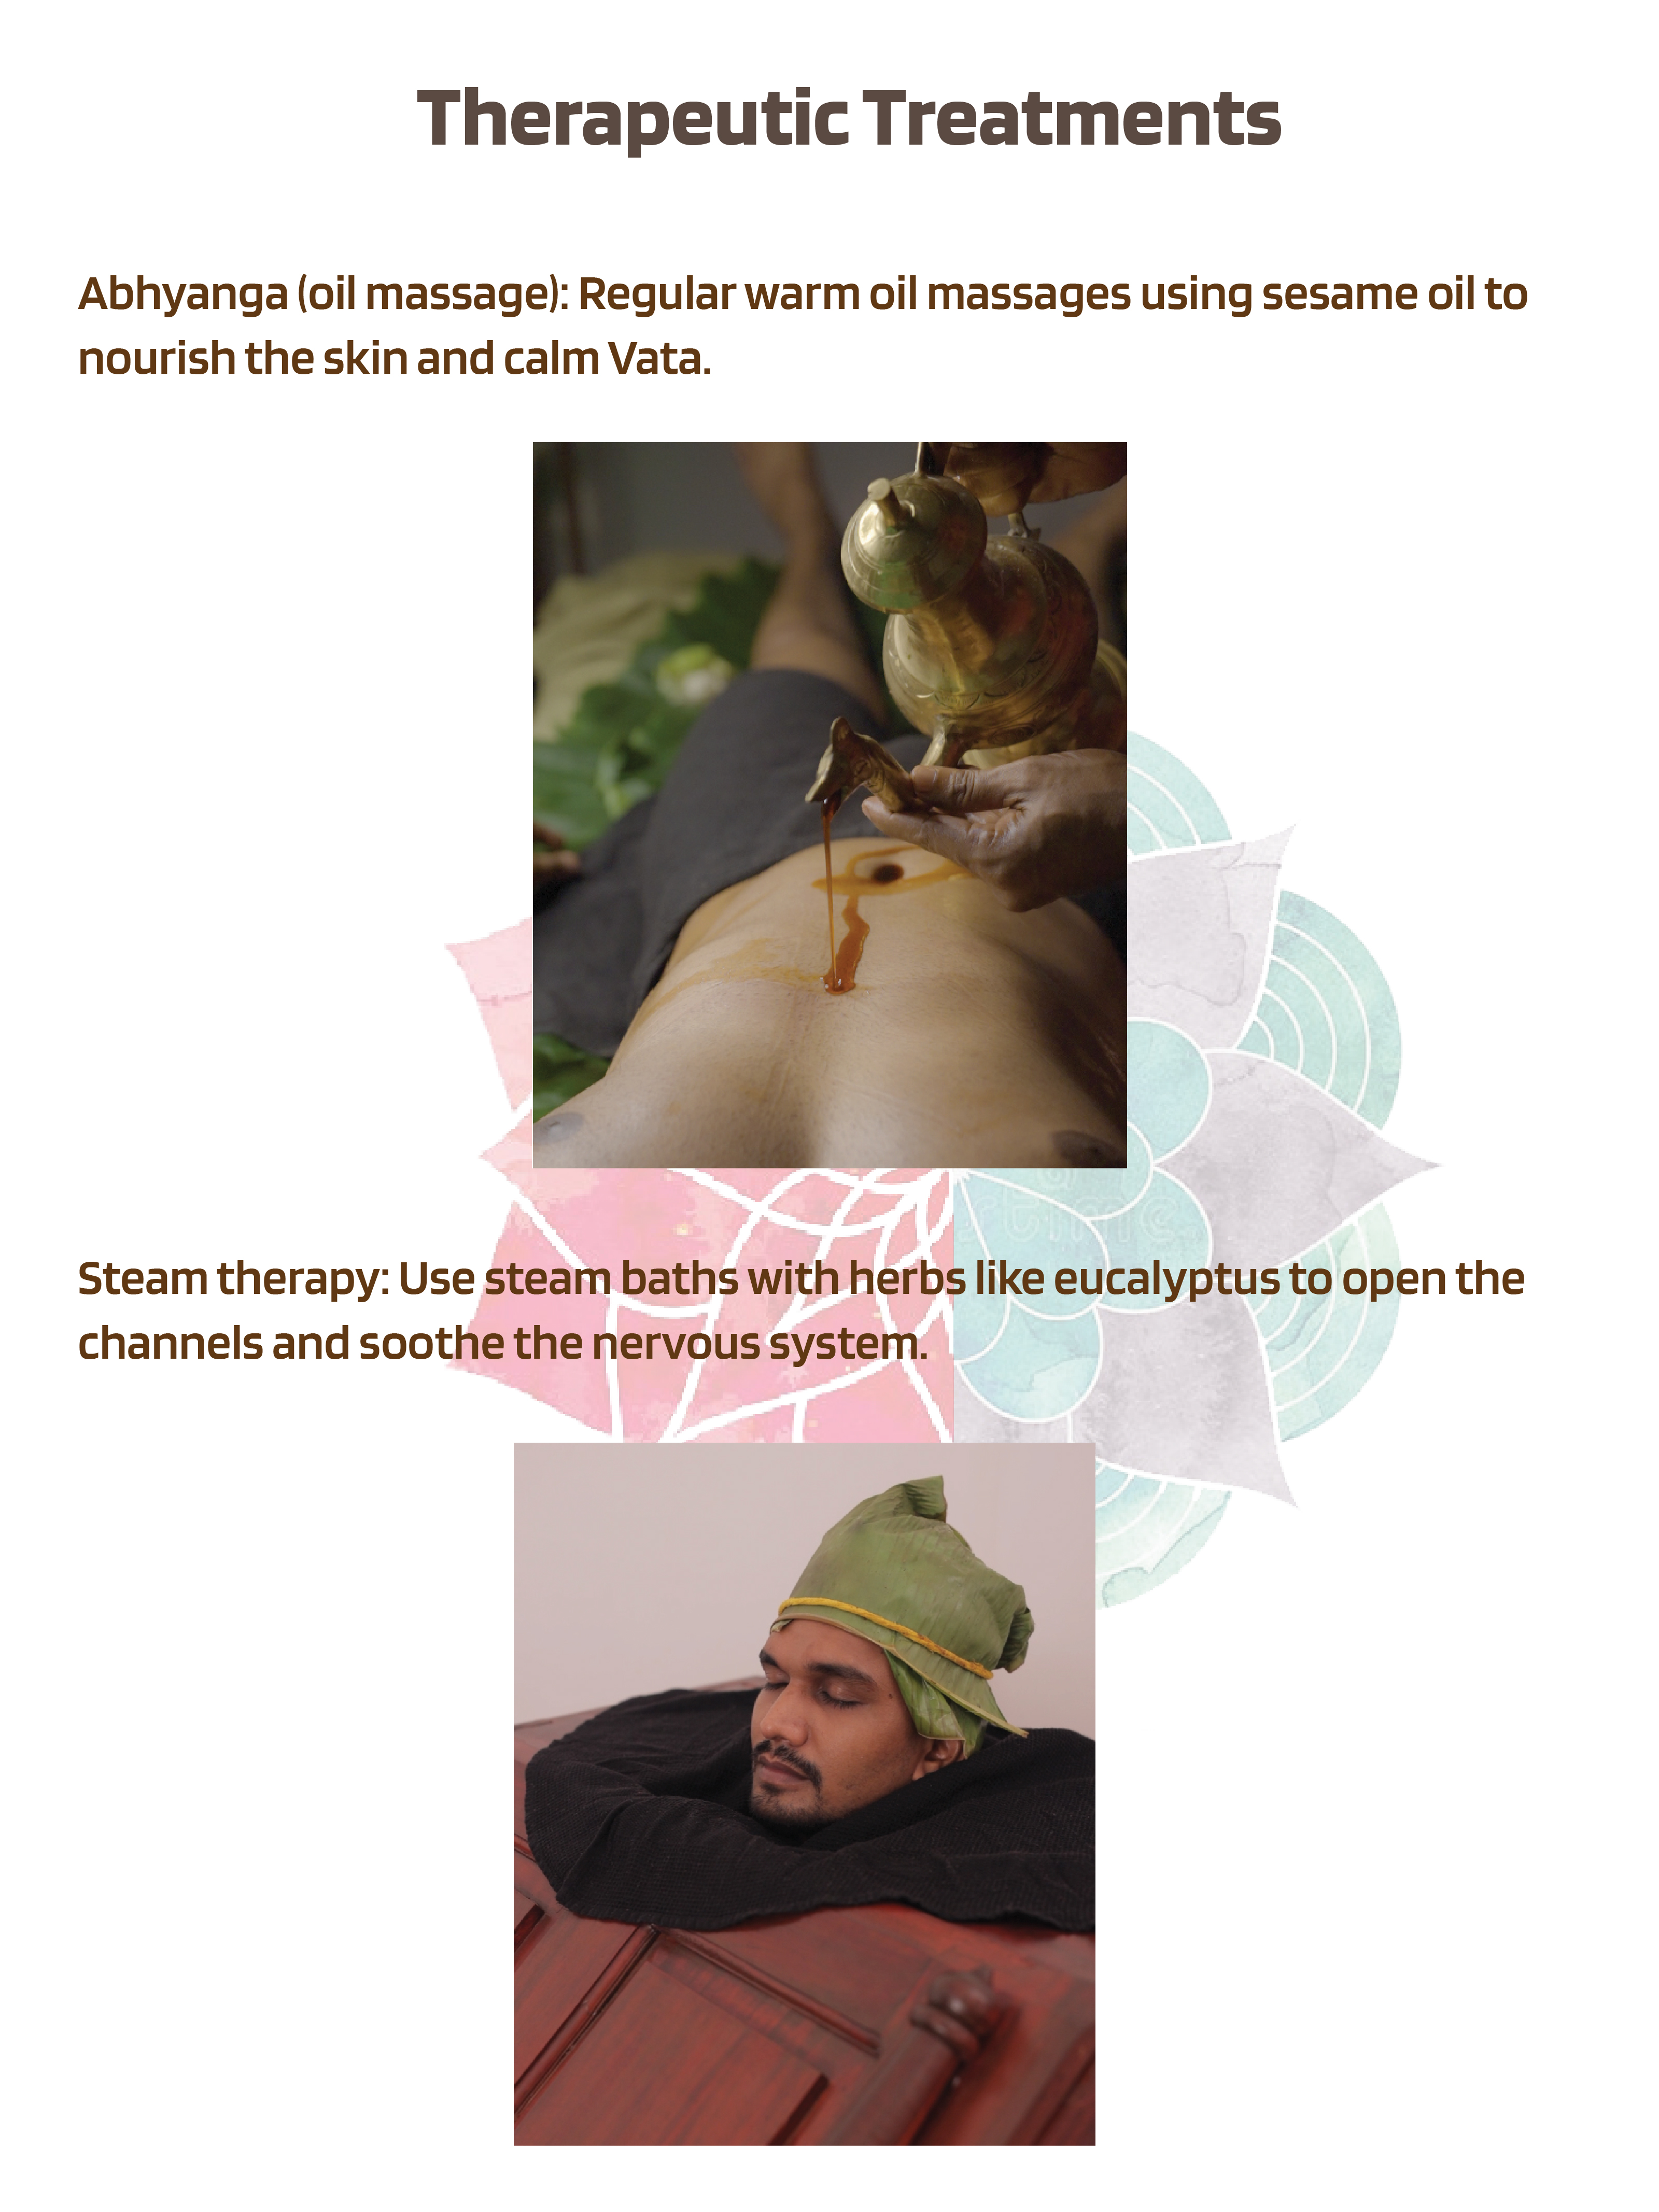 Therapeutic Treatments
Abhyanga (oil massage): Regular warm oil massages using sesame oil to
nourish the skin and calm Vata.
Steam therapy: Use steam baths with herbs like eucalyptus to open the
channels and soothe the nervous system.